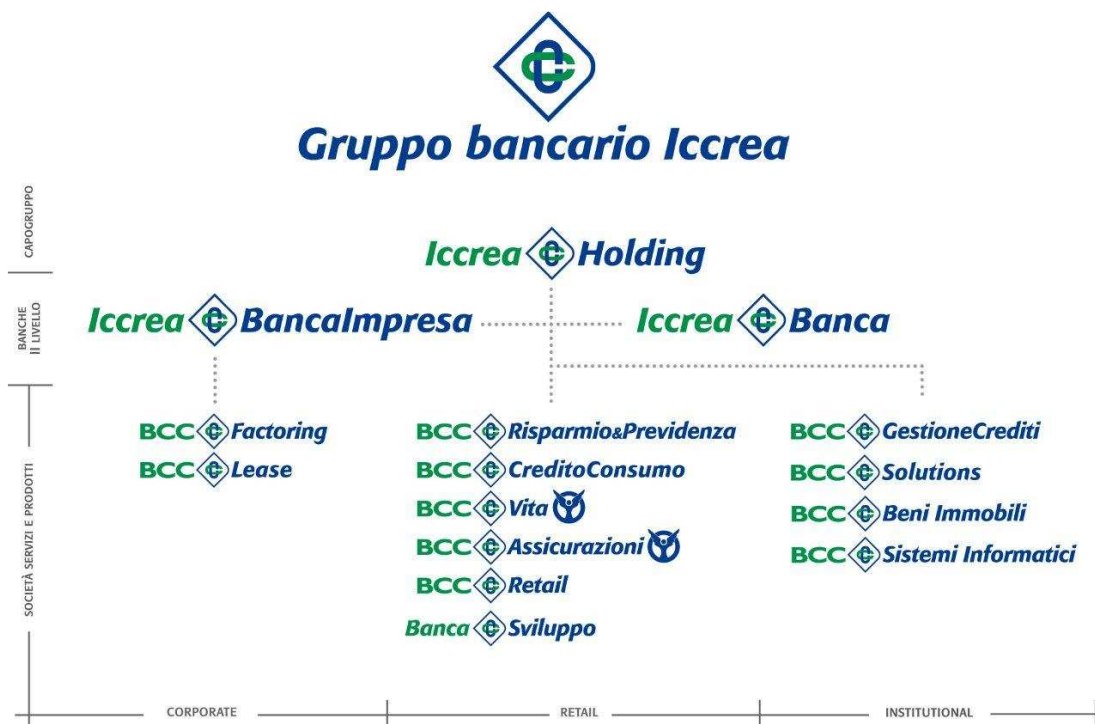 Gruppo bancario Iccrea
CAPOGRUPPO
Iccrea Holding
BANCHE
II LIVELLO
Iccrea BancaImpresa
Iccrea Banca
SOCIETÀ SERVIZI E PRODOTTI
BCC Factoring
BCC Lease
BCC Risparmio&Previdenza
BCC CreditoConsumo
BCC Vita
BCC Assicurazioni
BCC Retail
Banca Sviluppo
BCC GestioneCrediti
BCC Solutions
BCC Beni Immobili
BCC Sistemi Informatici
CORPORATE
RETAIL
INSTITUTIONAL